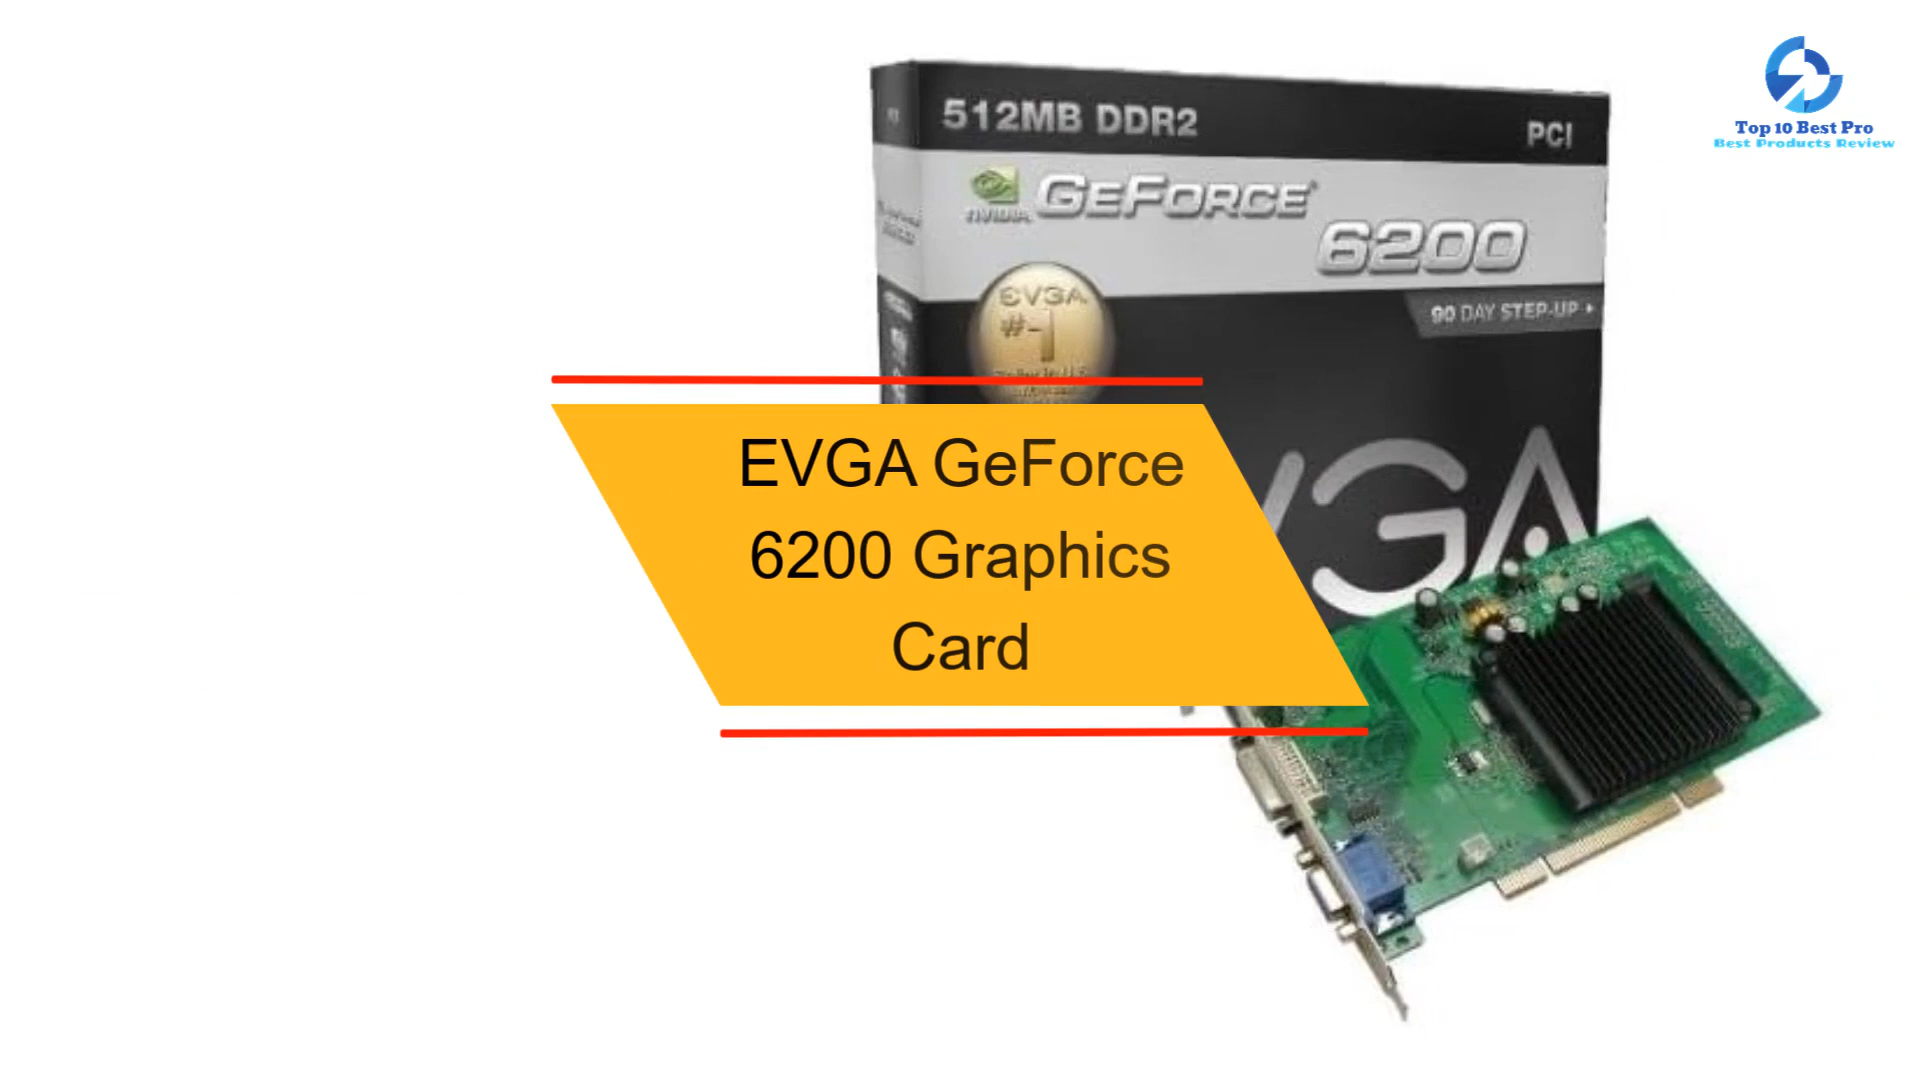 512MB DDR2
PCI
NVIDIA
GEFORCE
6200
EVGA
#1
90 DAY STEP-UP
EVGA GeForce
6200 Graphics
Card
VGA
Top 10 Best Pro
Best Products Review